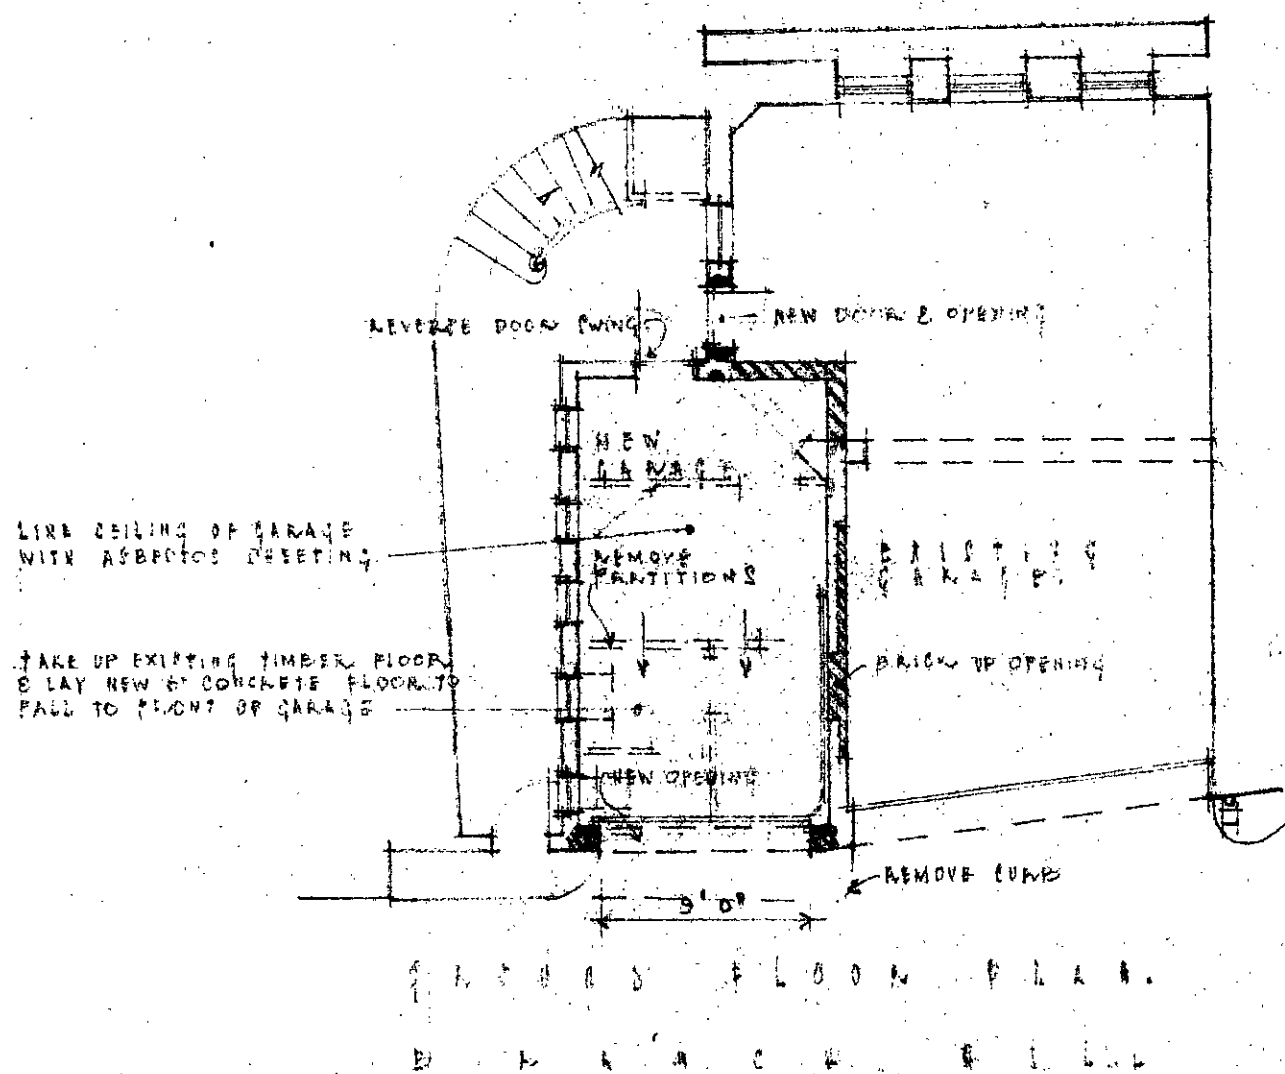 REVERSE DOOR SWING
NEW DOOR & OPENING
NEW
GARAGE
LINE CEILING OF GARAGE
WITH ASBESTOS SHEETING
REMOVE
PARTITIONS
EXISTING
GARAGE.
TAKE UP EXISTING TIMBER FLOOR
& LAY NEW 6" CONCRETE FLOOR TO
FALL TO FRONT OF GARAGE
BRICK UP OPENING
NEW OPENING
REMOVE CURB
9' 0"
GROUND FLOOR PLAN.